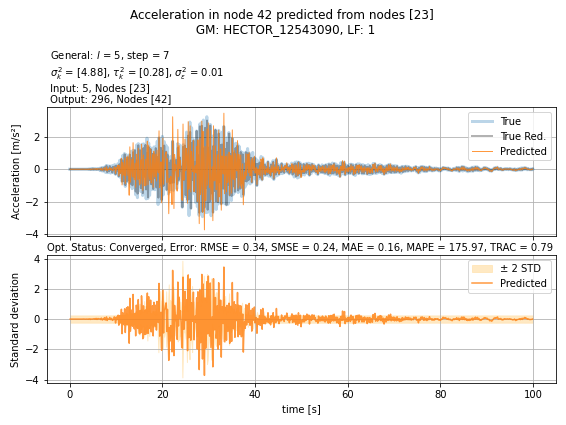 Acceleration in node 42 predicted from nodes [23]
GM: HECTOR_12543090, LF: 1
General: l = 5, step = 7
σ²ₖ = [4.88], τ²ₖ = [0.28], σ²ᵣ = 0.01
Input: 5, Nodes [23]
Output: 296, Nodes [42]
Acceleration [m/s²]
2
0
−2
−4
True
True Red.
Predicted
Opt. Status: Converged, Error: RMSE = 0.34, SMSE = 0.24, MAE = 0.16, MAPE = 175.97, TRAC = 0.79
Standard deviation
4
2
0
−2
−4
± 2 STD
Predicted
0 20 40 60 80 100
time [s]